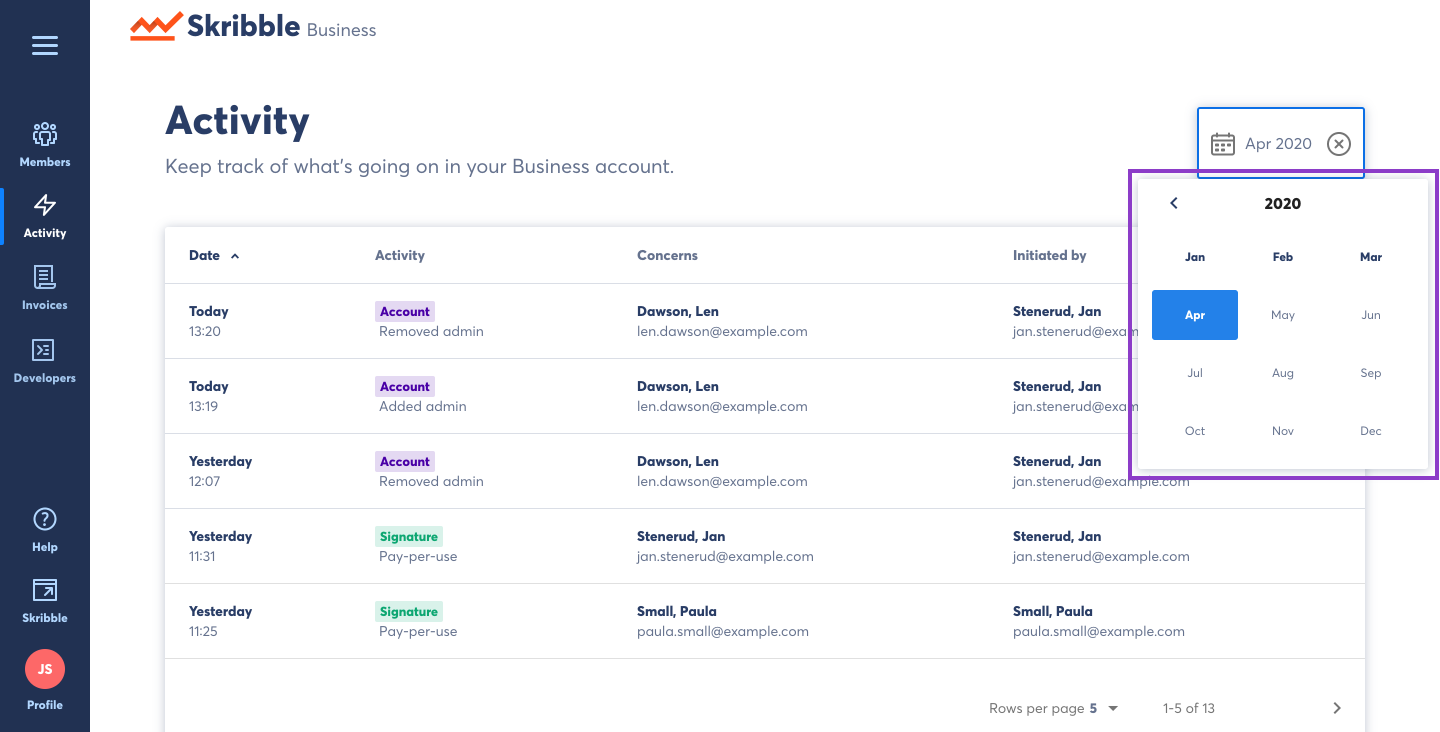 Skribble Business
Members
Activity
Invoices
Developers
Help
Skribble
JS
Profile
Activity
Keep track of what's going on in your Business account.
Apr 2020
2020
Jan Feb Mar
Apr May Jun
Jul Aug Sep
Oct Nov Dec
Date Activity Concerns Initiated by
Today Account Dawson, Len Stenerud, Jan
13:20 Removed admin len.dawson@example.com jan.stenerud@exam
Today Account Dawson, Len Stenerud, Jan
13:19 Added admin len.dawson@example.com jan.stenerud@exam
Yesterday Account Dawson, Len Stenerud, Jan
12:07 Removed admin len.dawson@example.com jan.stenerud@example.com
Yesterday Signature Stenerud, Jan Stenerud, Jan
11:31 Pay-per-use jan.stenerud@example.com jan.stenerud@example.com
Yesterday Signature Small, Paula Small, Paula
11:25 Pay-per-use paula.small@example.com paula.small@example.com
Rows per page 5 1-5 of 13